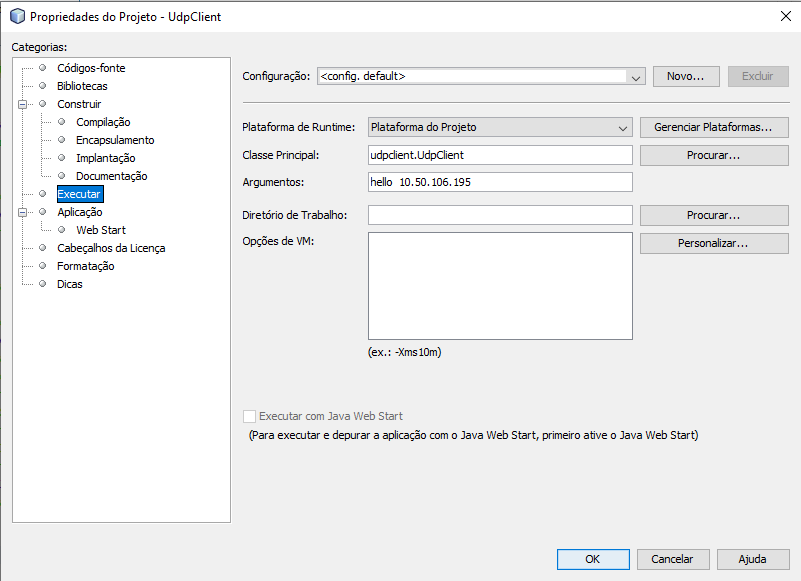 Propriedades do Projeto - UdpClient
Categorias:
Códigos-fonte
Bibliotecas
Construir
Compilação
Encapsulamento
Implantação
Documentação
Executar
Aplicação
Web Start
Cabeçalhos da Licença
Formatação
Dicas
Configuração: <config. default> Novo... Excluir
Plataforma de Runtime: Plataforma do Projeto Gerenciar Plataformas...
Classe Principal: udpclient.UdpClient Procurar...
Argumentos: hello  10.50.106.195
Diretório de Trabalho: Procurar...
Opções de VM: Personalizar...
(ex.: -Xms10m)
Executar com Java Web Start
(Para executar e depurar a aplicação com o Java Web Start, primeiro ative o Java Web Start)
OK Cancelar Ajuda